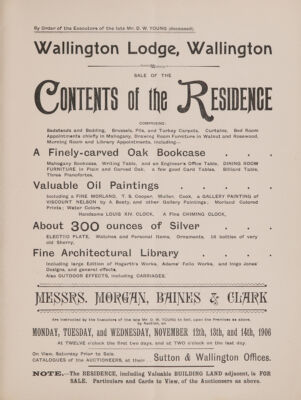 By Order of the Executors of the late Mr. D. W. YOUNG (deceased).
Wallington Lodge, Wallington
SALE OF THE
CONTENTS of the RESIDENCE
COMPRISING:
Bedsteads and Bedding, Brussels, Pile, and Turkey Carpets, Curtains, Bed Room
Appointments chiefly in Mahogany, Drawing Room Furniture in Walnut and Rosewood,
Morning Room and Library Appointments, including—
A Finely-carved Oak Bookcase . . .
Mahogany Bookcase, Writing Table, and an Engineer's Office Table, DINING ROOM
FURNITURE in Plain and Carved Oak, a few good Card Tables, Billiard Table,
Three Pianofortes.
Valuable Oil Paintings . . . .
Including a FINE MORLAND, T. S. Cooper, Muller, Cook, a GALLERY PAINTING of
VISCOUNT NELSON by A. Beaty, and other Gallery Paintings, Morland Colored
Prints; Water Colors.
Handsome LOUIS XIV CLOCK, A Fine CHIMING CLOCK.
About 300 ounces of Silver . . .
ELECTRO PLATE, Watches and Personal Items, Ornaments, 16 bottles of very
old Sherry.
Fine Architectural Library . . .
Including large Edition of Hogarth's Works, Adams' Folio Works, and Inigo Jones'
Designs, and general effects.
Also OUTDOOR EFFECTS, including CARRIAGES.
MESSRS. MORGAN, BAINES & CLARK
Are instructed by the Executors of the late Mr. D. W. YOUNG to Sell, upon the Premises as above,
by Auction, on
MONDAY, TUESDAY, and WEDNESDAY, NOVEMBER 12th, 13th, and 14th, 1906
At TWELVE o'clock the first two days, and at TWO o'clock on the last day.
On View, Saturday Prior to Sale.
CATALOGUES of the AUCTIONEERS, at their . . Sutton & Wallington Offices.
NOTE.—The RESIDENCE, including Valuable BUILDING LAND adjacent, is FOR
SALE. Particulars and Cards to View, of the Auctioneers as above.